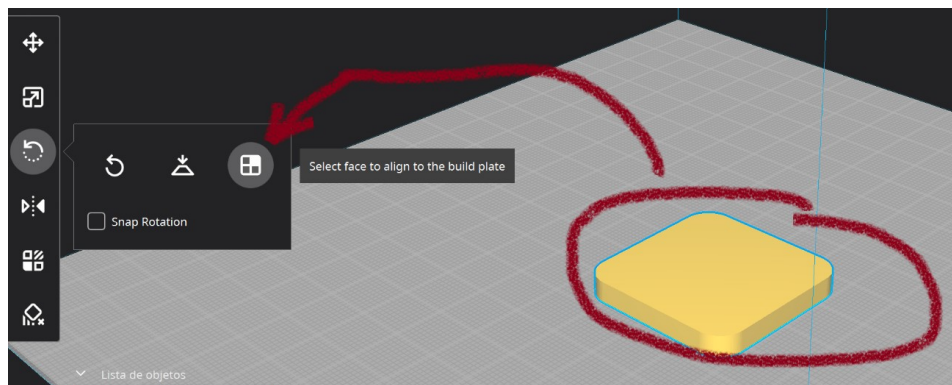 Select face to align to the build plate
Snap Rotation
Lista de objetos